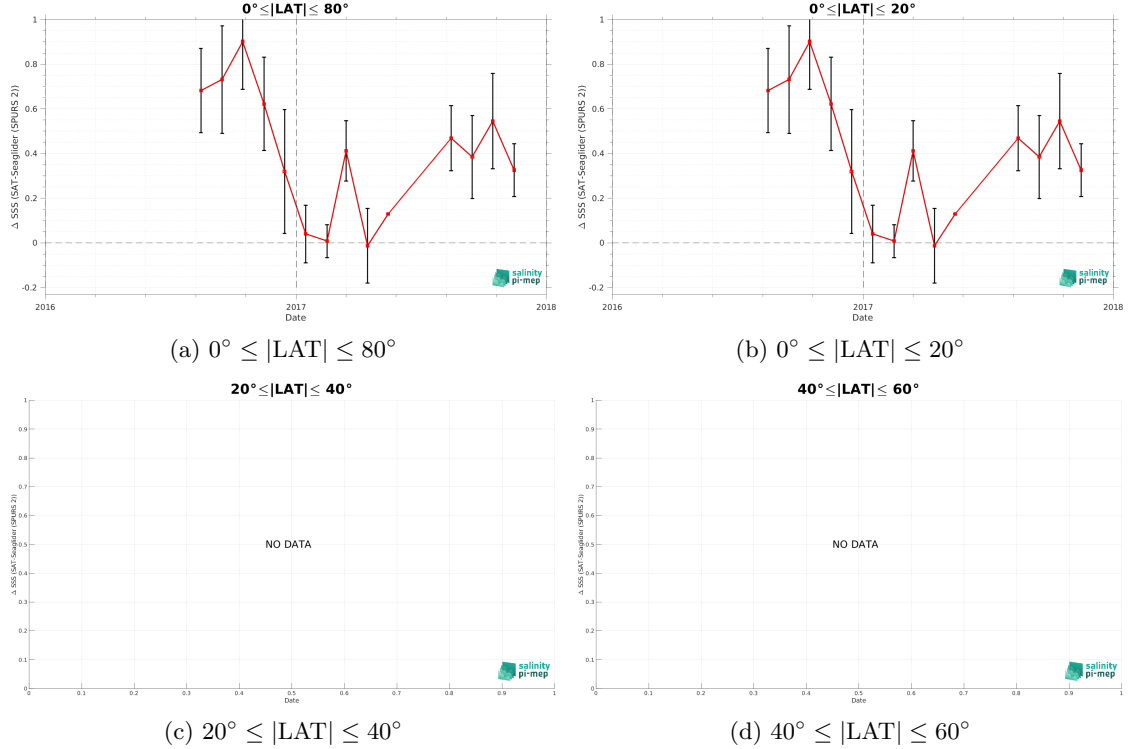 0°≤|LAT|≤ 80°
Δ SSS (SAT-Seaglider (SPURS 2))
1
0.8
0.6
0.4
0.2
0
-0.2
2016
2017
2018
Date
salinity
pi-mep
(a) 0° ≤ |LAT| ≤ 80°
0°≤|LAT|≤ 20°
Δ SSS (SAT-Seaglider (SPURS 2))
1
0.8
0.6
0.4
0.2
0
-0.2
2016
2017
2018
Date
salinity
pi-mep
(b) 0° ≤ |LAT| ≤ 20°
20°≤|LAT|≤ 40°
Δ SSS (SAT-Seaglider (SPURS 2))
1
0.9
0.8
0.7
0.6
0.5
0.4
0.3
0.2
0.1
0
NO DATA
0 0.1 0.2 0.3 0.4 0.5 0.6 0.7 0.8 0.9 1
Date
salinity
pi-mep
(c) 20° ≤ |LAT| ≤ 40°
40°≤|LAT|≤ 60°
Δ SSS (SAT-Seaglider (SPURS 2))
1
0.9
0.8
0.7
0.6
0.5
0.4
0.3
0.2
0.1
0
NO DATA
0 0.1 0.2 0.3 0.4 0.5 0.6 0.7 0.8 0.9 1
Date
salinity
pi-mep
(d) 40° ≤ |LAT| ≤ 60°